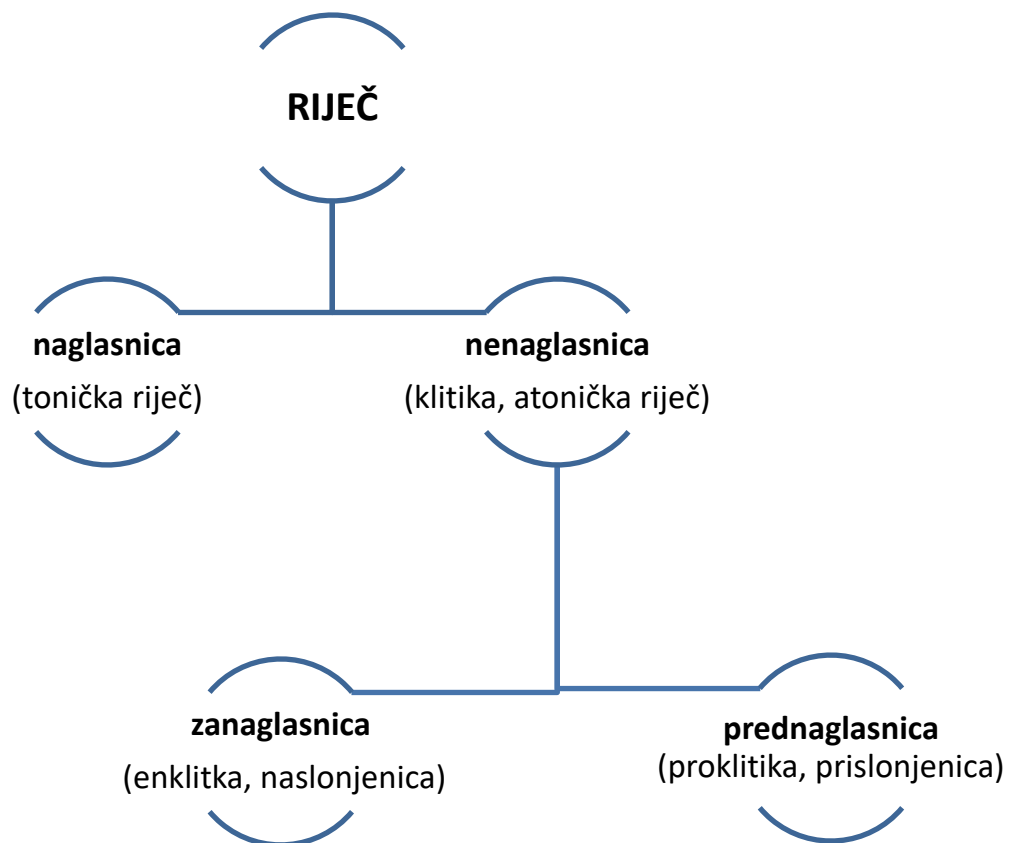 RIJEČ
naglasnica
(tonička riječ)
nenaglasnica
(klitika, atonička riječ)
zanaglasnica
(enklitka, naslonjenica)
prednaglasnica
(proklitika, prislonjenica)